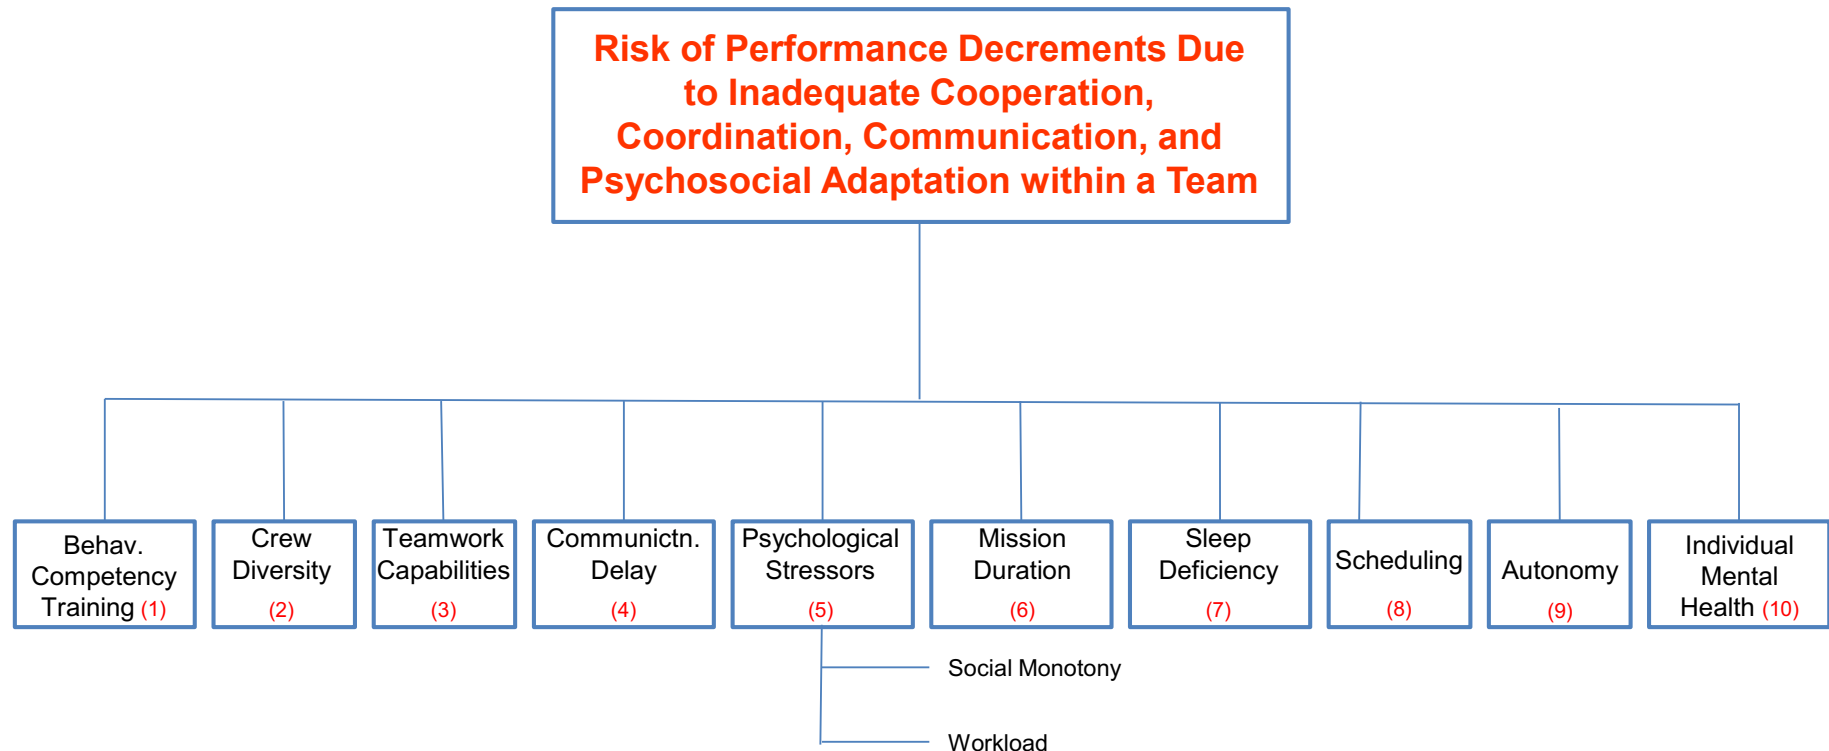 Risk of Performance Decrements Due
to Inadequate Cooperation,
Coordination, Communication, and
Psychosocial Adaptation within a Team
Behav.
Competency
Training (1)
Crew
Diversity
(2)
Teamwork
Capabilities
(3)
Communictn.
Delay
(4)
Psychological
Stressors
(5)
Mission
Duration
(6)
Sleep
Deficiency
(7)
Scheduling
(8)
Autonomy
(9)
Individual
Mental
Health (10)
Social Monotony
Workload